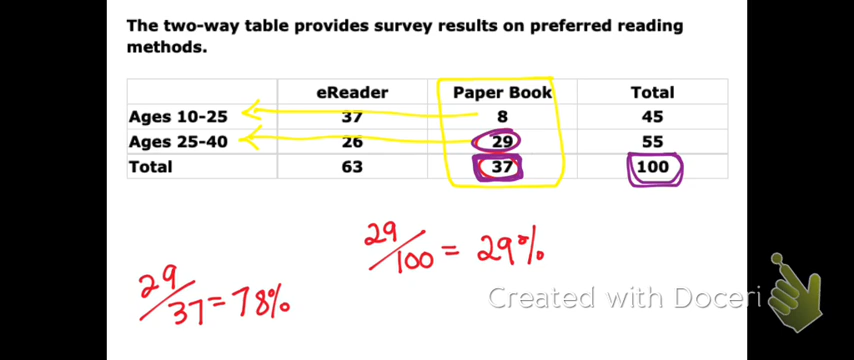 The two-way table provides survey results on preferred reading
methods.
eReader Paper Book Total
Ages 10-25 37 8 45
Ages 25-40 26 29 55
Total 63 37 100
29/100 = 29%
29/37 = 78%
Created with Doceri